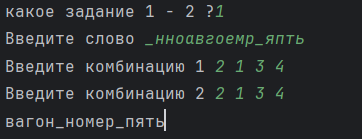 какое задание 1 - 2 ?1
Введите слово _нноавгоемр_япть
Введите комбинацию 1 2 1 3 4
Введите комбинацию 2 2 1 3 4
вагон_номер_пять